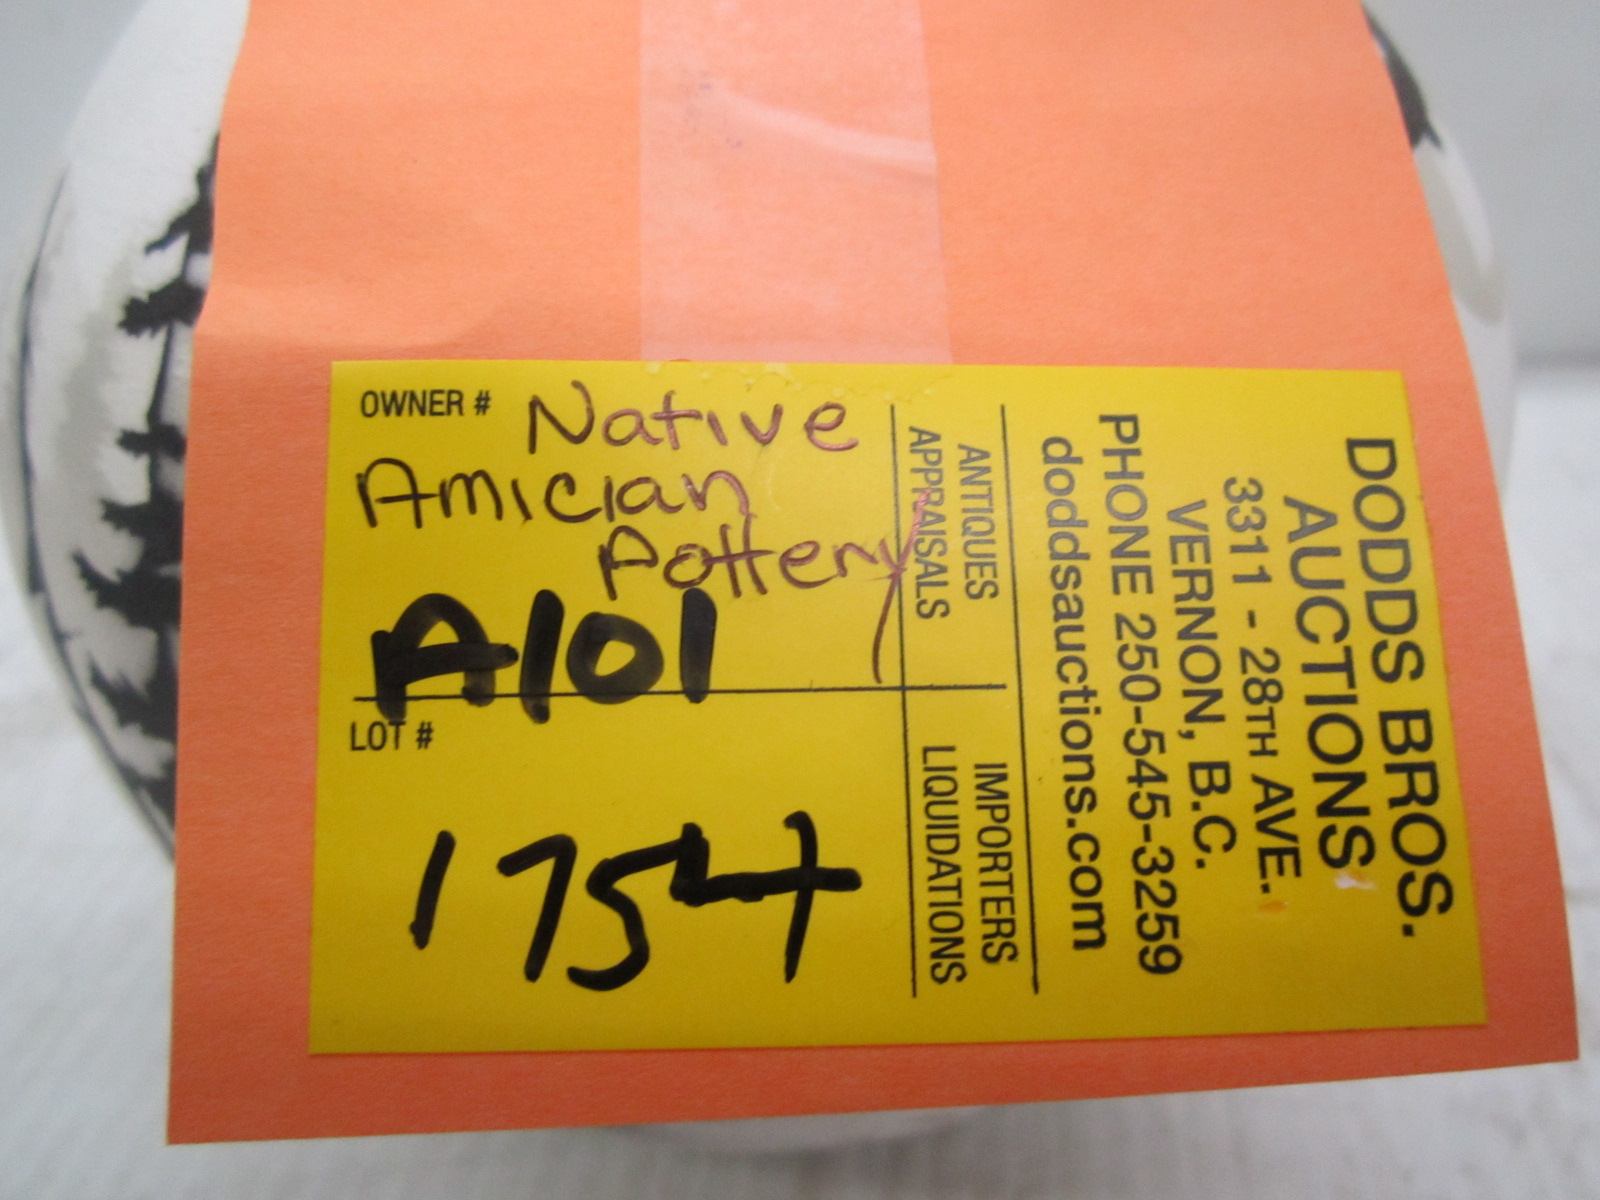 OWNER # Native
Amician
Pottery
A101
LOT #
1754
DODDS BROS.
AUCTIONS
3311 - 28TH AVE.
VERNON, B.C.
PHONE 250-545-3259
doddsauctions.com
ANTIQUES
APPRAISALS
IMPORTERS
LIQUIDATIONS